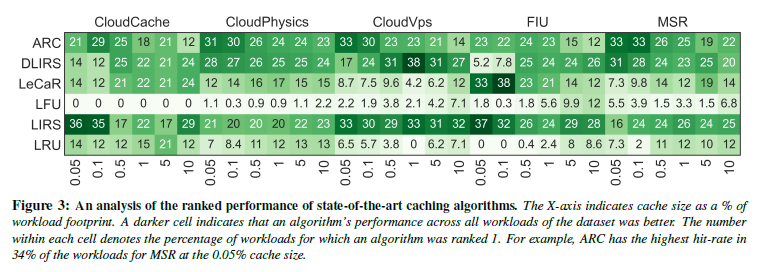 CloudCache CloudPhysics CloudVps FIU MSR
ARC 21 29 25 18 21 12 31 30 26 24 24 23 33 30 23 23 21 14 33 26 24 23 15 12 33 33 26 25 19 22
DLIRS 14 12 25 22 21 24 28 27 26 25 25 24 17 24 31 38 31 27 5.2 7.8 25 24 23 26 31 28 24 23 25 20
LeCaR 14 12 21 22 21 24 12 14 16 17 15 15 8.7 7.5 9.6 4.2 6.2 12 33 38 23 21 14 12 7.3 9.8 14 12 19 14
LFU 0 0 0 0 0 0 1.1 0.3 0.9 0.9 1.1 2.2 2.2 1.9 3.8 2.1 4.2 7.1 1.8 0.3 1.8 5.6 9.9 12 5.5 3.9 1.5 3.3 1.5 6.8
LIRS 36 35 17 22 17 29 21 20 20 20 22 23 33 30 29 33 31 32 37 32 26 24 29 28 16 24 24 26 24 25
LRU 14 12 12 15 21 12 7 8.4 11 12 13 13 6.5 5.7 3.8 0 6.2 7.1 0 0 0.4 2.4 8 8.6 7.3 2 11 12 10 12
0.05 0.1 0.5 1 5 10 0.05 0.1 0.5 1 5 10 0.05 0.1 0.5 1 5 10 0.05 0.1 0.5 1 5 10 0.05 0.1 0.5 1 5 10
Figure 3: An analysis of the ranked performance of state-of-the-art caching algorithms. The X-axis indicates cache size as a % of
workload footprint. A darker cell indicates that an algorithm's performance across all workloads of the dataset was better. The number
within each cell denotes the percentage of workloads for which an algorithm was ranked 1. For example, ARC has the highest hit-rate in
34% of the workloads for MSR at the 0.05% cache size.